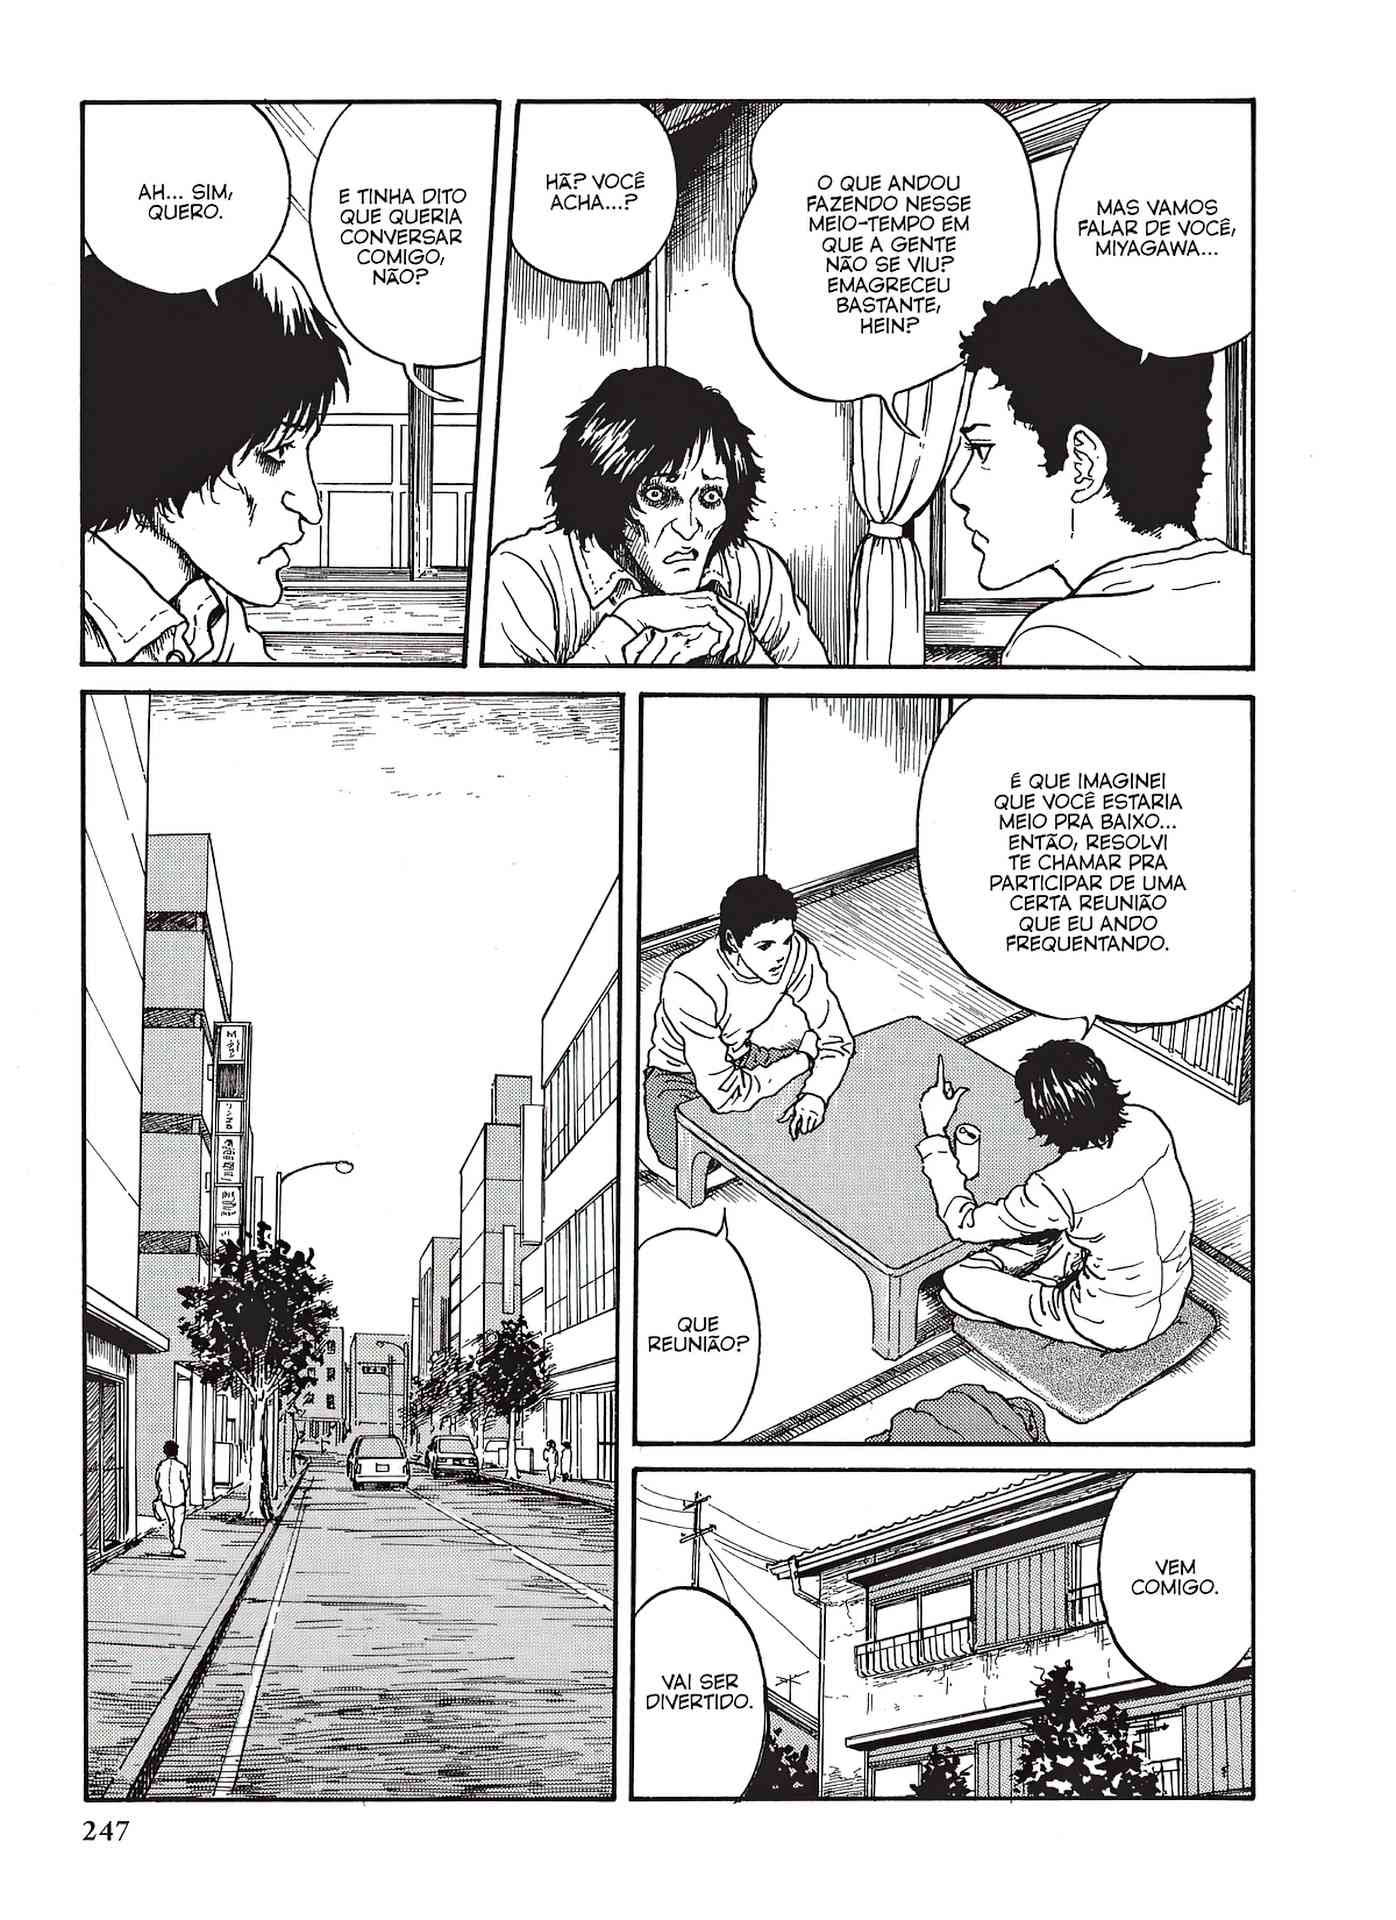 MAS VAMOS
FALAR DE VOCÊ,
MIYAGAWA...
O QUE ANDOU
FAZENDO NESSE
MEIO-TEMPO EM
QUE A GENTE
NÃO SE VIU?
EMAGRECEU
BASTANTE,
HEIN?
HÃ? VOCÊ
ACHA...?
E TINHA DITO
QUE QUERIA
CONVERSAR
COMIGO,
NÃO?
AH... SIM,
QUERO.
É QUE IMAGINEI
QUE VOCÊ ESTARIA
MEIO PRA BAIXO...
ENTÃO, RESOLVI
TE CHAMAR PRA
PARTICIPAR DE UMA
CERTA REUNIÃO
QUE EU ANDO
FREQUENTANDO.
QUE
REUNIÃO?
VEM
COMIGO.
VAI SER
DIVERTIDO.
247